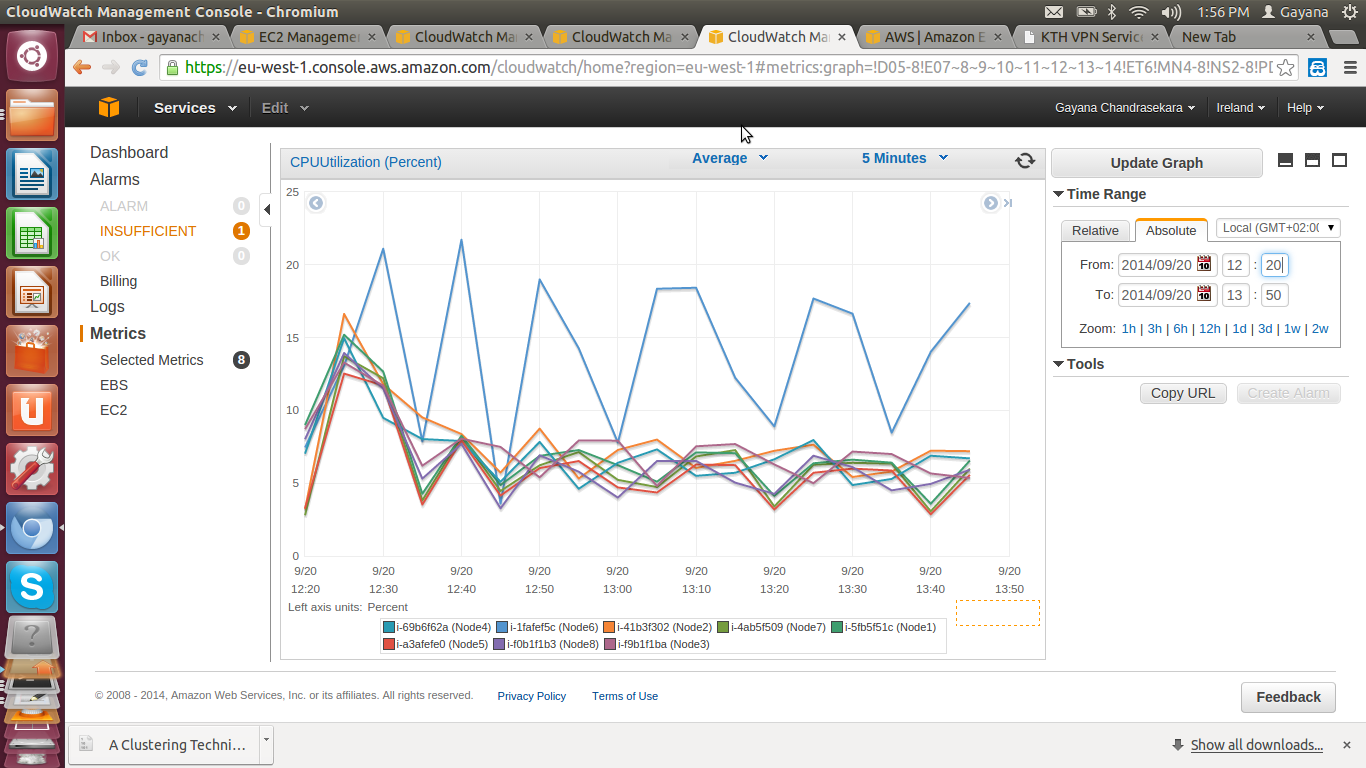 CloudWatch Management Console - Chromium
1:56 PM Gayana
Inbox - gayanach
EC2 Manageme
CloudWatch Ma
CloudWatch Ma
CloudWatch Ma
AWS | Amazon E
KTH VPN Servic
New Tab
https://eu-west-1.console.aws.amazon.com/cloudwatch/home?region=eu-west-1#metrics:graph=!D05-8!E07~8~9~10~11~12~13~14!ET6!MN4-8!NS2-8!PD
Services Edit
Gayana Chandrasekara Ireland Help
Dashboard
Alarms
ALARM 0
INSUFFICIENT 1
OK 0
Billing
Logs
Metrics
Selected Metrics 8
EBS
EC2
CPUUtilization (Percent) Average 5 Minutes
25
20
15
10
5
0
9/20 9/20 9/20 9/20 9/20 9/20 9/20 9/20 9/20 9/20
12:20 12:30 12:40 12:50 13:00 13:10 13:20 13:30 13:40 13:50
Left axis units: Percent
i-69b6f62a (Node4) i-1fafef5c (Node6) i-41b3f302 (Node2) i-4ab5f509 (Node7) i-5fb5f51c (Node1)
i-a3afefe0 (Node5) i-f0b1f1b3 (Node8) i-f9b1f1ba (Node3)
Update Graph
Time Range
Relative Absolute Local (GMT+02:00
From: 2014/09/20 10 12 : 20
To: 2014/09/20 10 13 : 50
Zoom: 1h | 3h | 6h | 12h | 1d | 3d | 1w | 2w
Tools
Copy URL Create Alarm
© 2008 - 2014, Amazon Web Services, Inc. or its affiliates. All rights reserved. Privacy Policy Terms of Use
Feedback
A Clustering Techni...
Show all downloads...